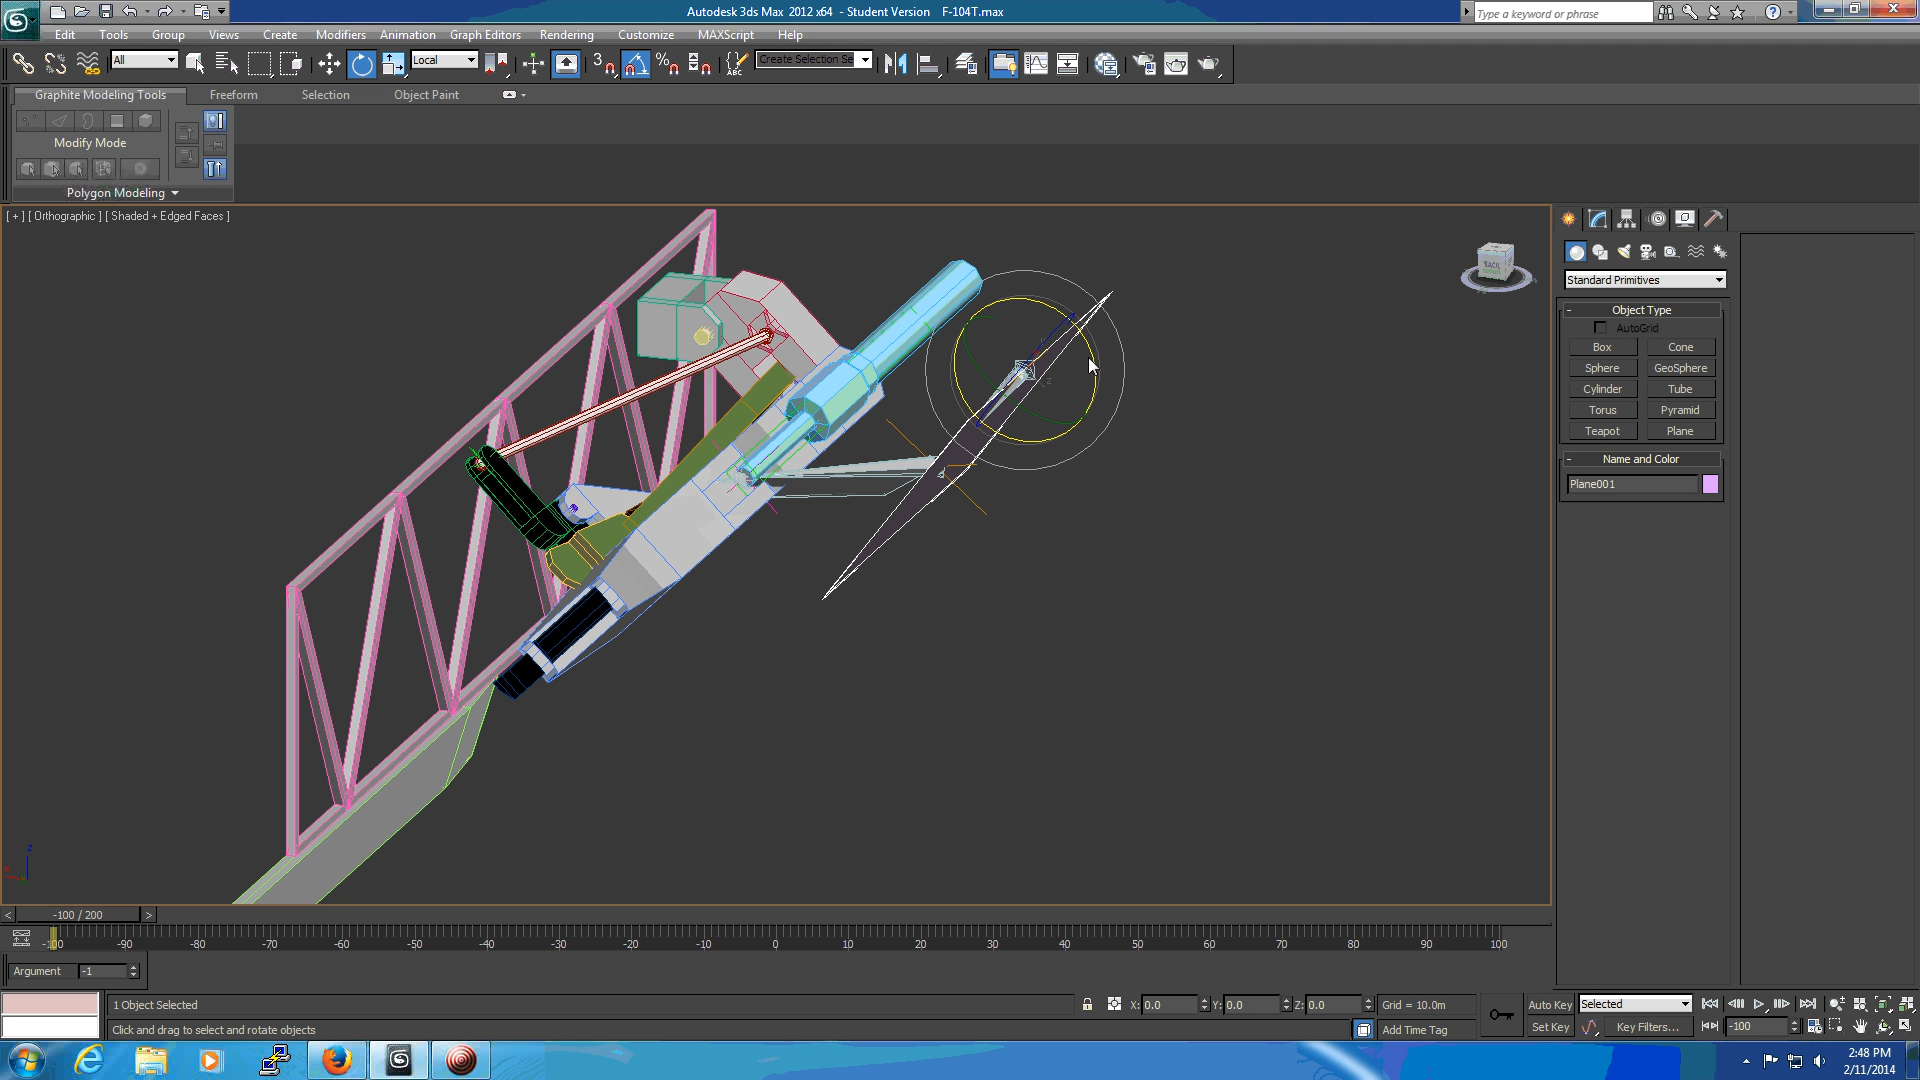 Autodesk 3ds Max 2012 x64 - Student Version F-104T.max
Type a keyword or phrase
Edit Tools Group Views Create Modifiers Animation Graph Editors Rendering Customize MAXScript Help
All
Local
3
Create Selection Se
Graphite Modeling Tools Freeform Selection Object Paint
Modify Mode
Polygon Modeling
[ + ] [ Orthographic ] [ Shaded + Edged Faces ]
BACK
Standard Primitives
- Object Type
AutoGrid
Box Cone
Sphere GeoSphere
Cylinder Tube
Torus Pyramid
Teapot Plane
- Name and Color
Plane001
z
< -100 / 200 >
-100 -90 -80 -70 -60 -50 -40 -30 -20 -10 0 10 20 30 40 50 60 70 80 90 100
Argument -1
1 Object Selected X: 0.0 Y: 0.0 Z: 0.0 Grid = 10.0m Auto Key Selected
Click and drag to select and rotate objects Add Time Tag Set Key Key Filters... -100
2:48 PM
2/11/2014